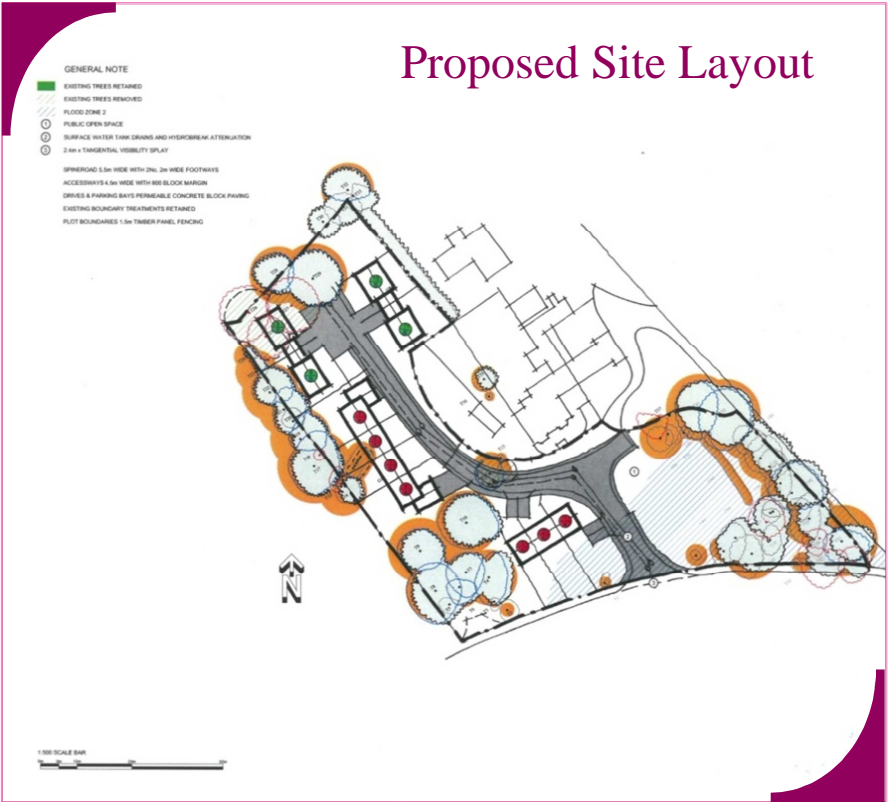 Proposed Site Layout
GENERAL NOTE
EXISTING TREES RETAINED
EXISTING TREES REMOVED
FLOOD ZONE 2
1 PUBLIC OPEN SPACE
2 SURFACE WATER TANK DRAINS AND HYDROBREAK ATTENUATION
3 2.4m x TANGENTIAL VISIBILITY SPLAY
SPINEROAD 5.5m WIDE WITH 2No. 2m WIDE FOOTWAYS
ACCESSWAYS 4.5m WIDE WITH 800 BLOCK MARGIN
DRIVES & PARKING BAYS PERMEABLE CONCRETE BLOCK PAVING
EXISTING BOUNDARY TREATMENTS RETAINED
PLOT BOUNDARIES 1.5m TIMBER PANEL FENCING
1
2
3
N
1:500 SCALE BAR